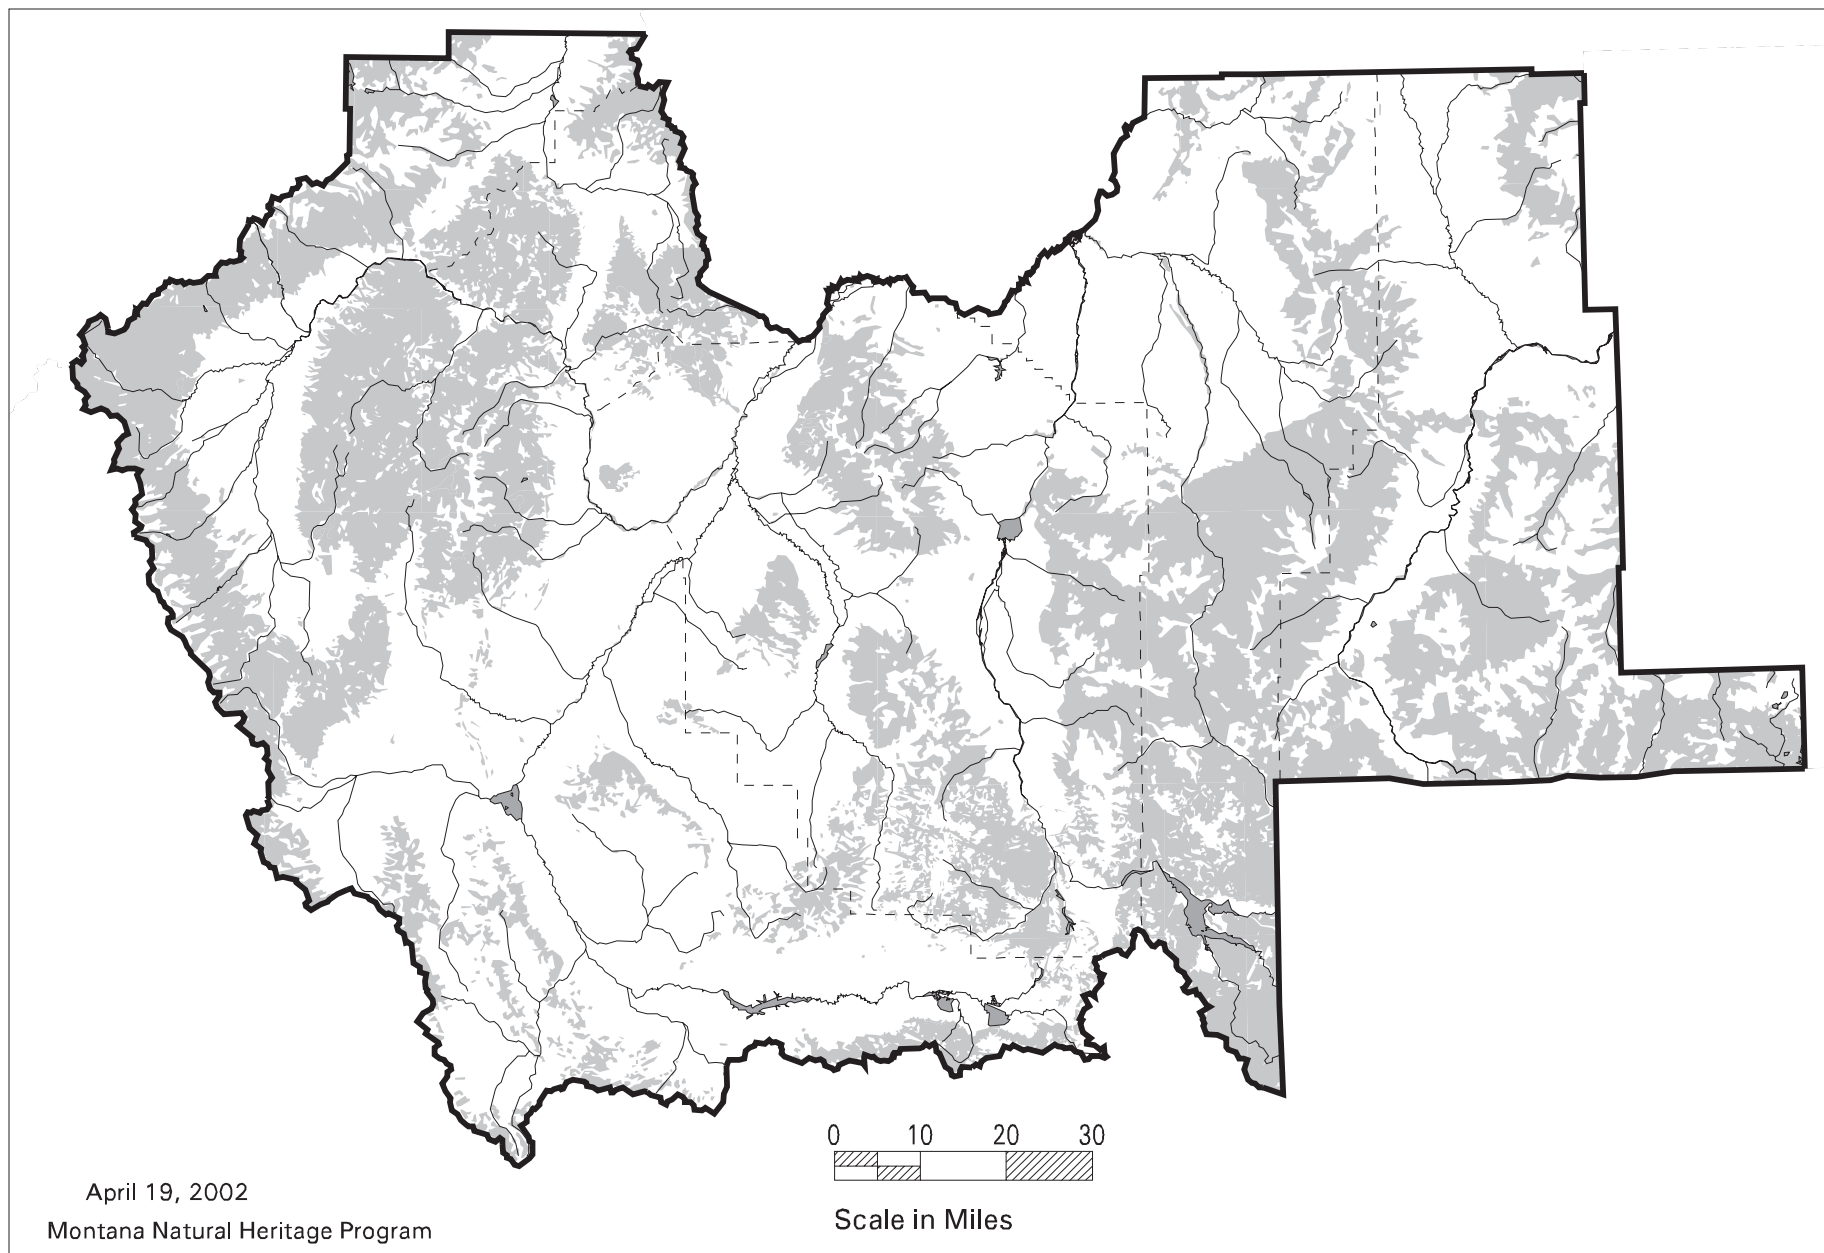 0 10 20 30
Scale in Miles
April 19, 2002
Montana Natural Heritage Program